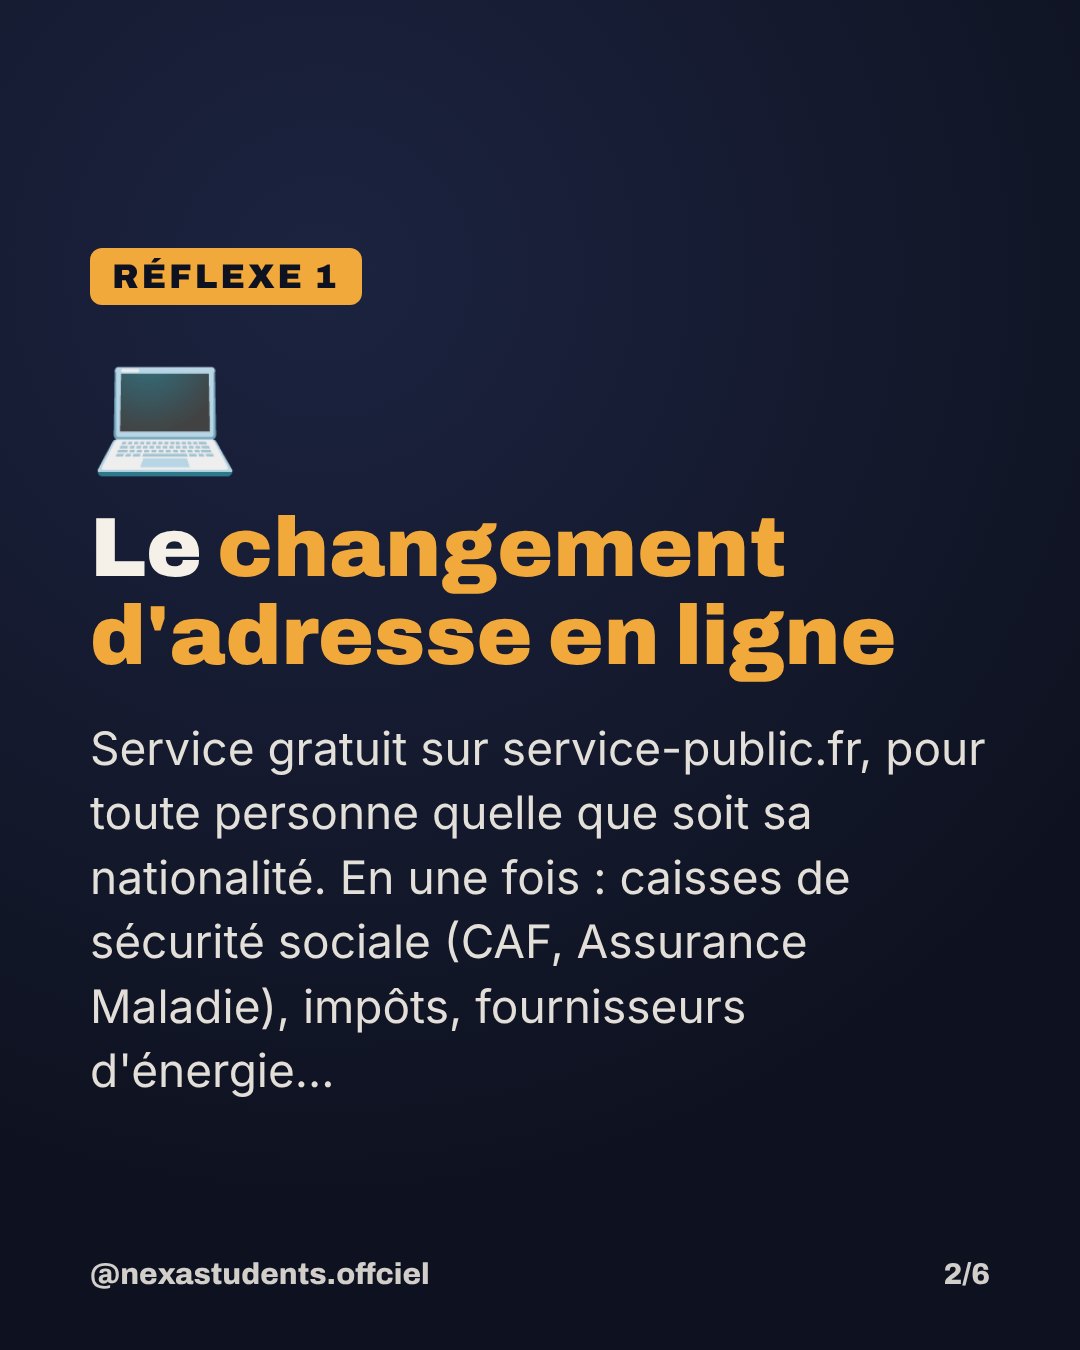 RÉFLEXE 1
Le changement
d'adresse en ligne
Service gratuit sur service-public.fr, pour
toute personne quelle que soit sa
nationalité. En une fois : caisses de
sécurité sociale (CAF, Assurance
Maladie), impôts, fournisseurs
d'énergie...
@nexastudents.offciel
2/6